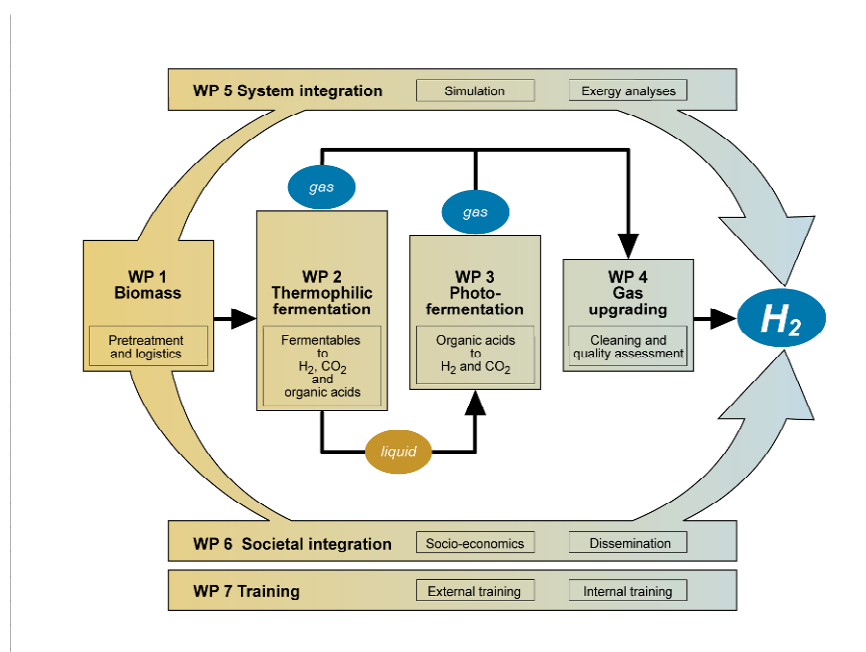 WP 5 System integration
Simulation
Exergy analyses
gas
gas
WP 1
Biomass
Pretreatment
and logistics
WP 2
Thermophilic
fermentation
Fermentables
to
H2, CO2
and
organic acids
WP 3
Photo-
fermentation
Organic acids
to
H2 and CO2
WP 4
Gas
upgrading
Cleaning and
quality assessment
H2
liquid
WP 6 Societal integration
Socio-economics
Dissemination
WP 7 Training
External training
Internal training